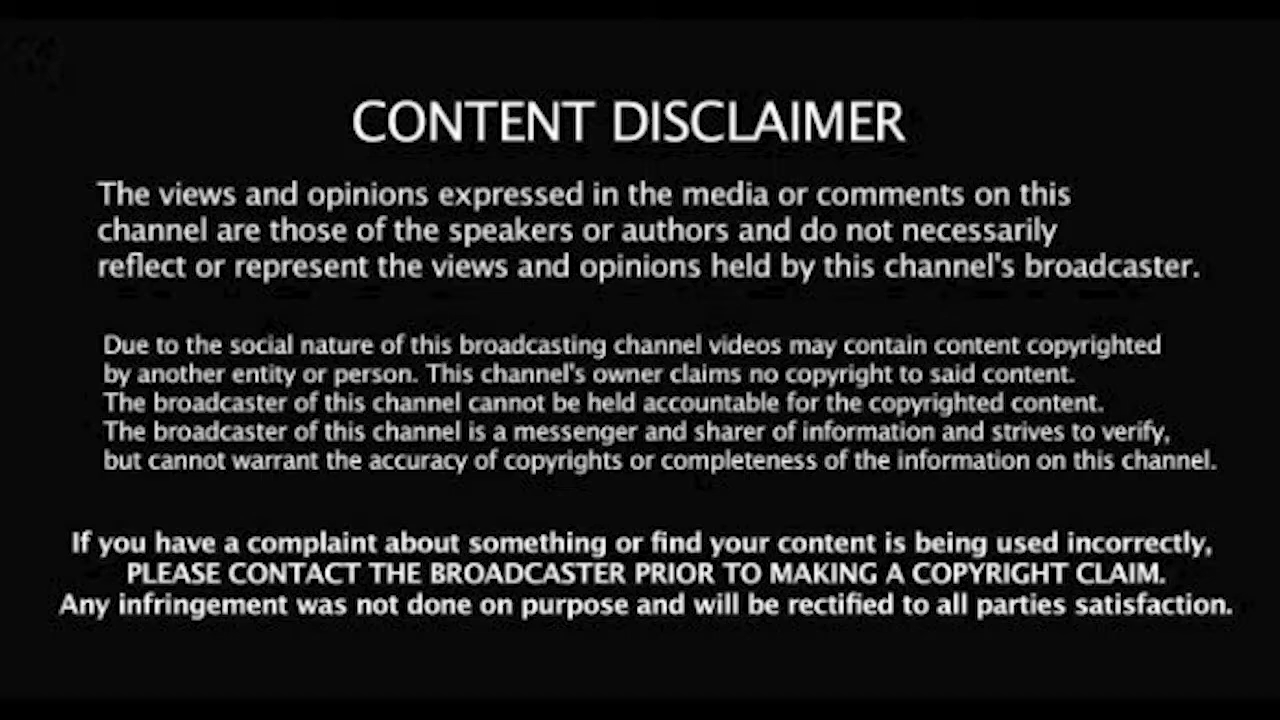 CONTENT DISCLAIMER
The views and opinions expressed in the media or comments on this
channel are those of the speakers or authors and do not necessarily
reflect or represent the views and opinions held by this channel's broadcaster.
Due to the social nature of this broadcasting channel videos may contain content copyrighted
by another entity or person. This channel's owner claims no copyright to said content.
The broadcaster of this channel cannot be held accountable for the copyrighted content.
The broadcaster of this channel is a messenger and sharer of information and strives to verify,
but cannot warrant the accuracy of copyrights or completeness of the information on this channel.
If you have a complaint about something or find your content is being used incorrectly,
PLEASE CONTACT THE BROADCASTER PRIOR TO MAKING A COPYRIGHT CLAIM.
Any infringement was not done on purpose and will be rectified to all parties satisfaction.